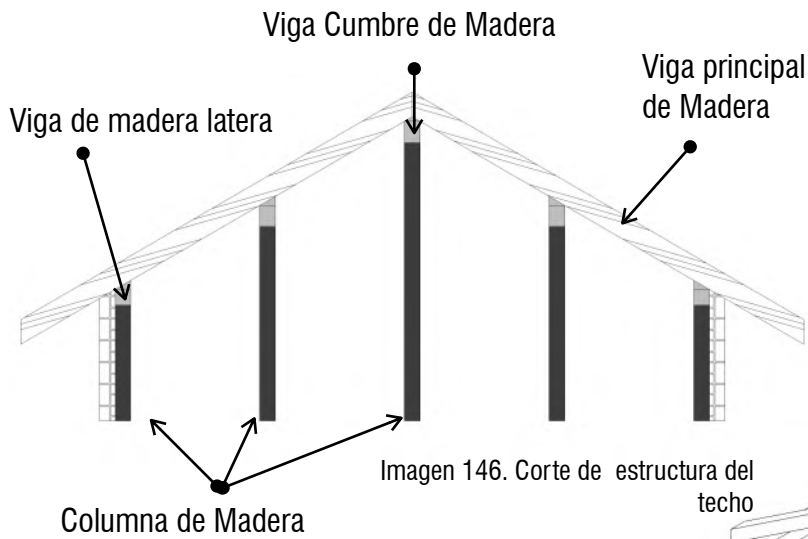 Viga Cumbre de Madera
Viga principal
de Madera
Viga de madera latera
Imagen 146. Corte de estructura del
techo
Columna de Madera